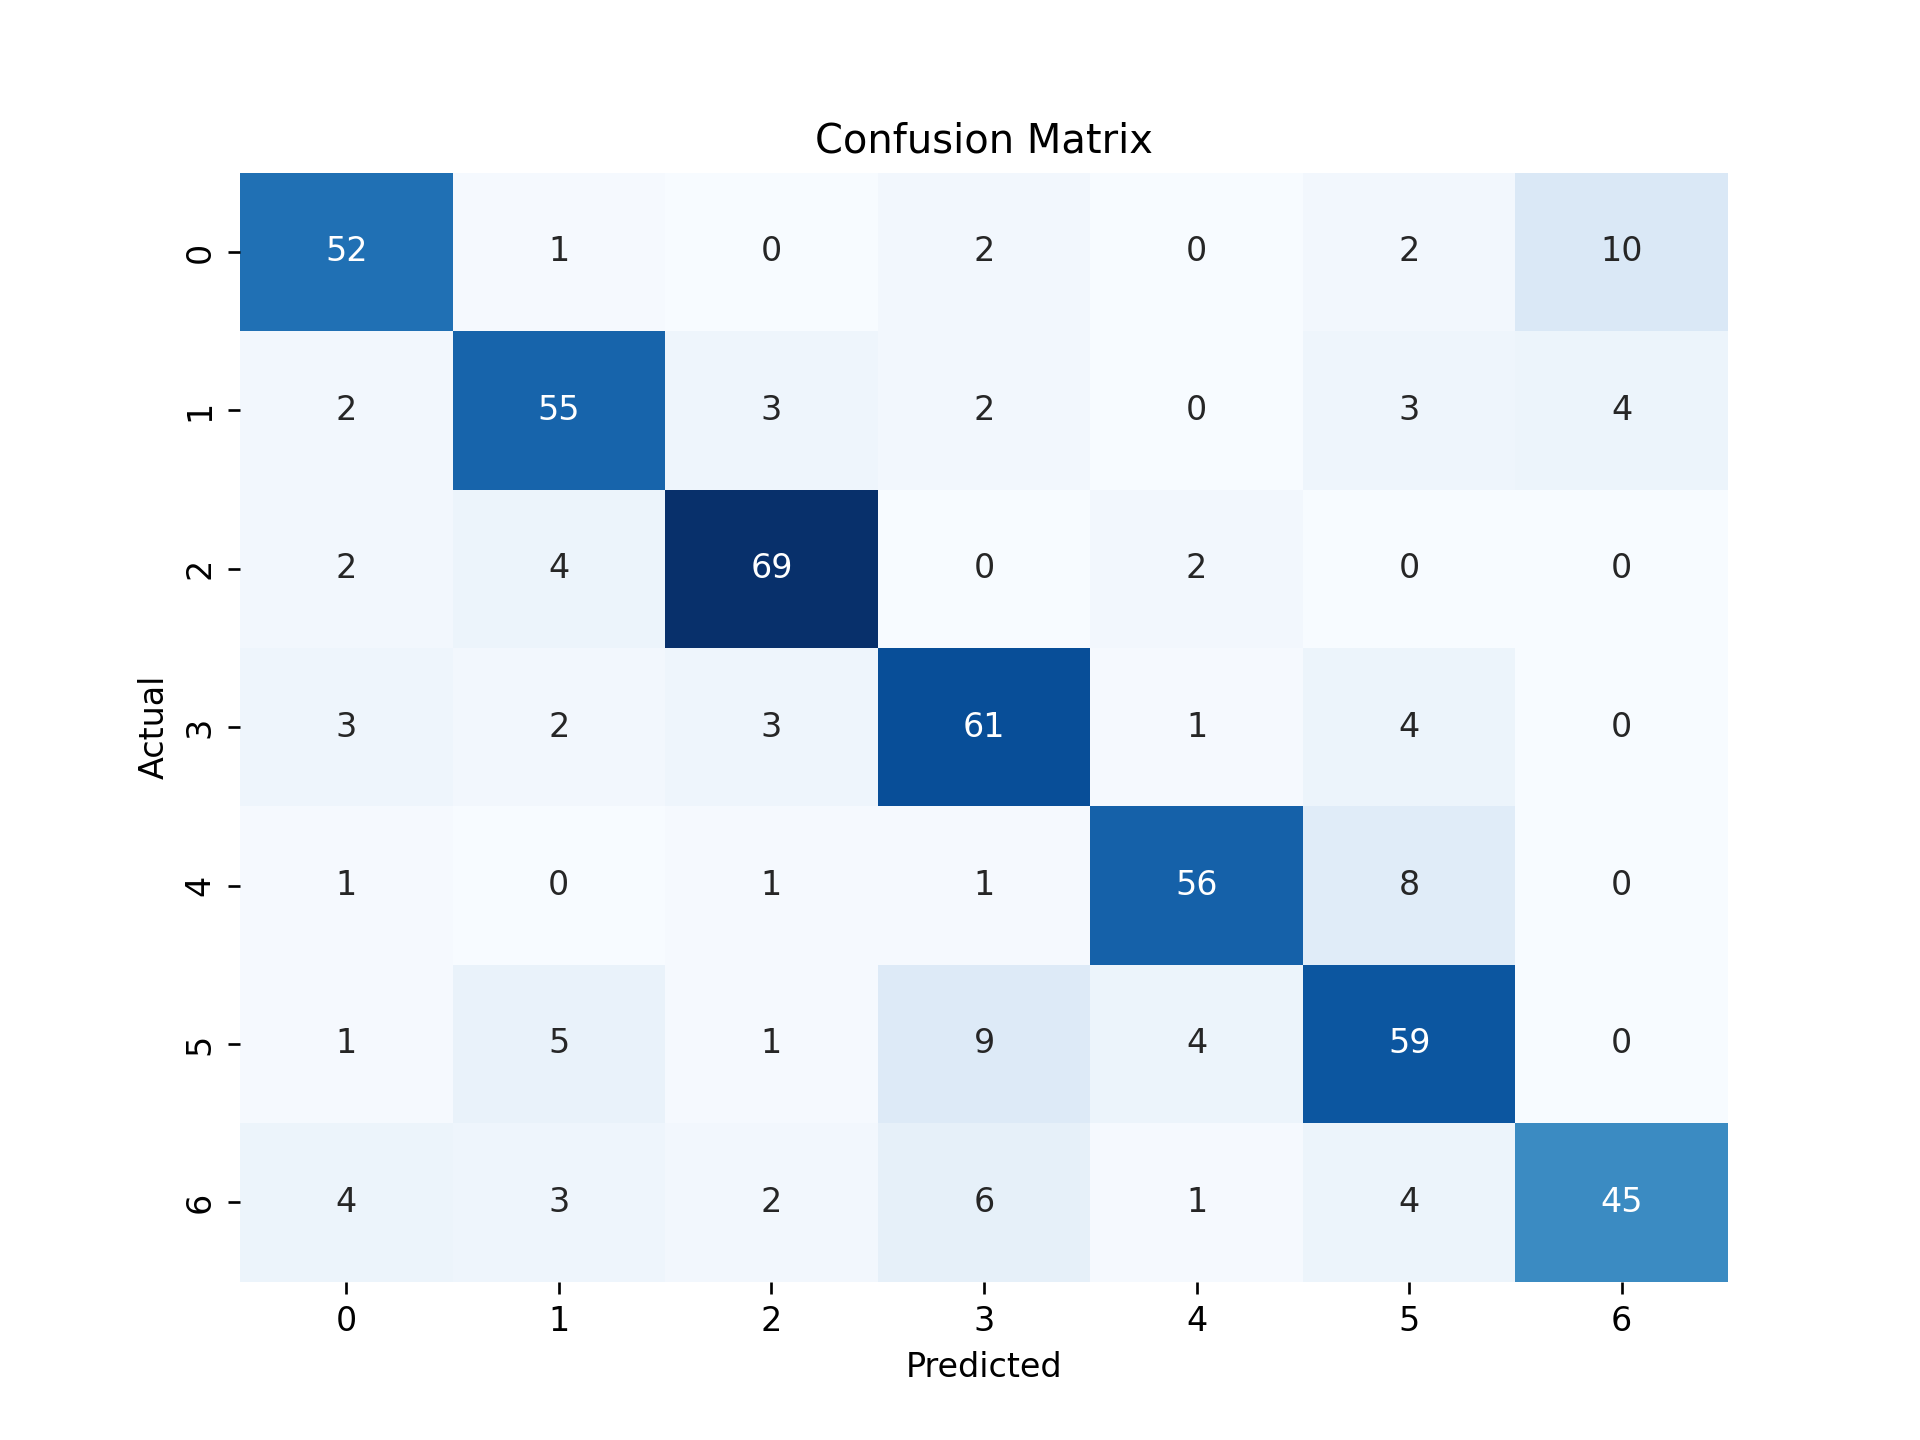 Confusion Matrix
0 52 1 0 2 0 2 10
1 2 55 3 2 0 3 4
2 2 4 69 0 2 0 0
3 3 2 3 61 1 4 0
4 1 0 1 1 56 8 0
5 1 5 1 9 4 59 0
6 4 3 2 6 1 4 45
Actual
0 1 2 3 4 5 6
Predicted